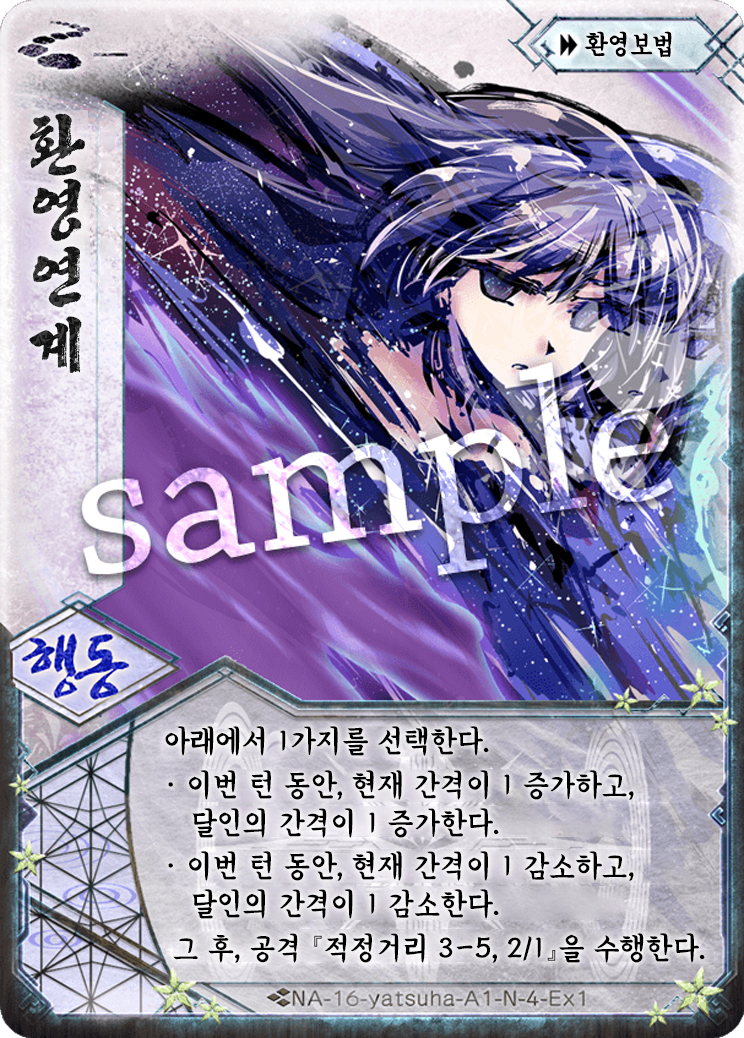 환영보법
환영연계
sample
행동
아래에서 1가지를 선택한다.
· 이번 턴 동안, 현재 간격이 1 증가하고,
달인의 간격이 1 증가한다.
· 이번 턴 동안, 현재 간격이 1 감소하고,
달인의 간격이 1 감소한다.
그 후, 공격 『적정거리 3-5, 2/1』을 수행한다.
NA-16-yatsuha-A1-N-4-Ex1